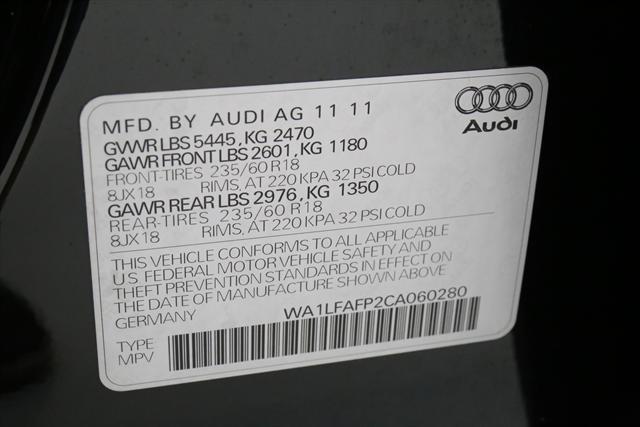 MFD. BY AUDI AG 11 11
GVWR LBS 5445, KG 2470
GAWR FRONT LBS 2601, KG 1180
FRONT-TIRES 235/60 R18
8JX18 RIMS, AT 220 KPA 32 PSI COLD
GAWR REAR LBS 2976, KG 1350
REAR-TIRES 235/60 R18
8JX18 RIMS, AT 220 KPA 32 PSI COLD
Audi
THIS VEHICLE CONFORMS TO ALL APPLICABLE
U S FEDERAL MOTOR VEHICLE SAFETY AND
THEFT PREVENTION STANDARDS IN EFFECT ON
THE DATE OF MANUFACTURE SHOWN ABOVE
GERMANY WA1LFAFP2CA060280
TYPE
MPV